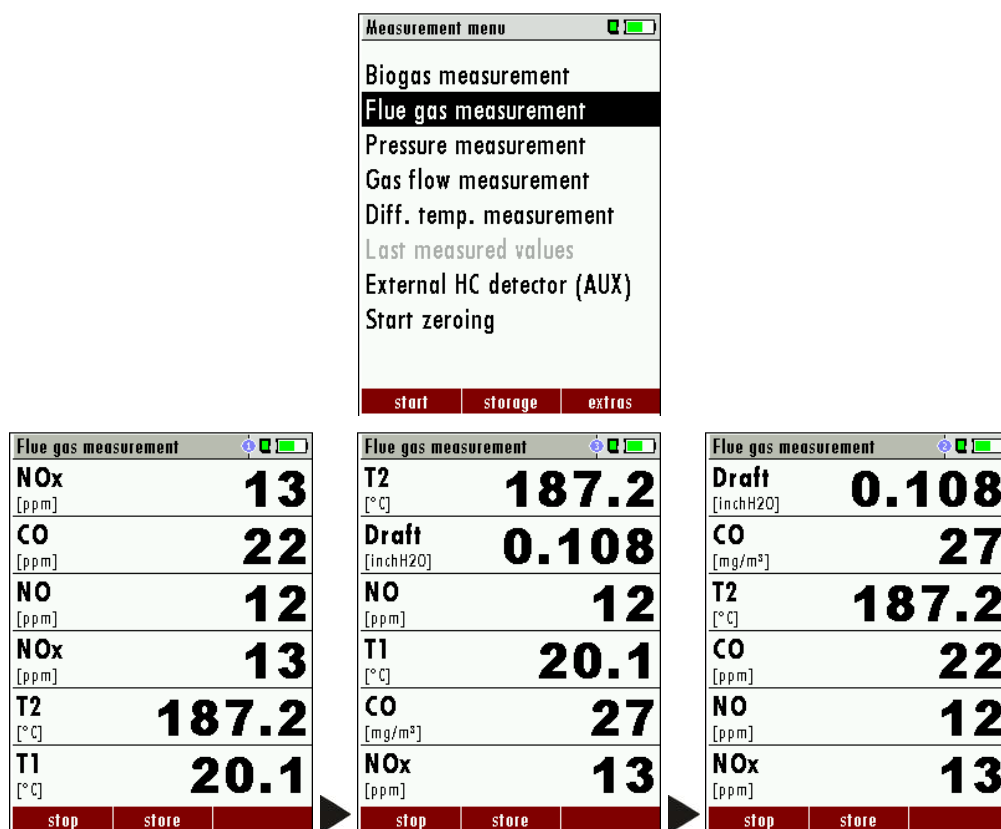 Measurement menu
Biogas measurement
Flue gas measurement
Pressure measurement
Gas flow measurement
Diff. temp. measurement
Last measured values
External HC detector (AUX)
Start zeroing
start storage extras
Flue gas measurement 1
NOx 13
[ppm]
CO 22
[ppm]
NO 12
[ppm]
NOx 13
[ppm]
T2 187.2
[°C]
T1 20.1
[°C]
stop store
Flue gas measurement 3
T2 187.2
[°C]
Draft 0.108
[inchH2O]
NO 12
[ppm]
T1 20.1
[°C]
CO 27
[mg/m³]
NOx 13
[ppm]
stop store
Flue gas measurement 2
Draft 0.108
[inchH2O]
CO 27
[mg/m³]
T2 187.2
[°C]
CO 22
[ppm]
NO 12
[ppm]
NOx 13
[ppm]
stop store